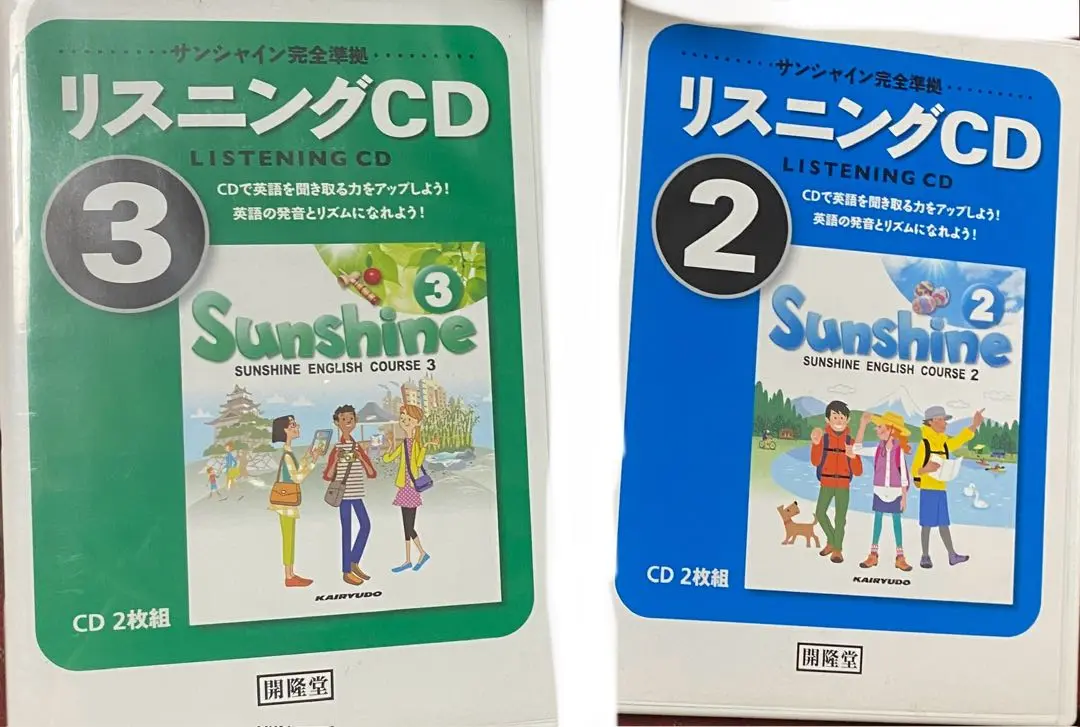 サンシャイン完全準拠
リスニングCD
LISTENING CD
3
CDで英語を聞き取る力をアップしよう!
英語の発音とリズムになれよう!
3
Sunshine
SUNSHINE ENGLISH COURSE 3
KAIRYUDO
CD 2枚組
開隆堂
サンシャイン完全準拠
リスニングCD
LISTENING CD
2
CDで英語を聞き取る力をアップしよう!
英語の発音とリズムになれよう!
2
Sunshine
SUNSHINE ENGLISH COURSE 2
KAIRYUDO
CD 2枚組
開隆堂